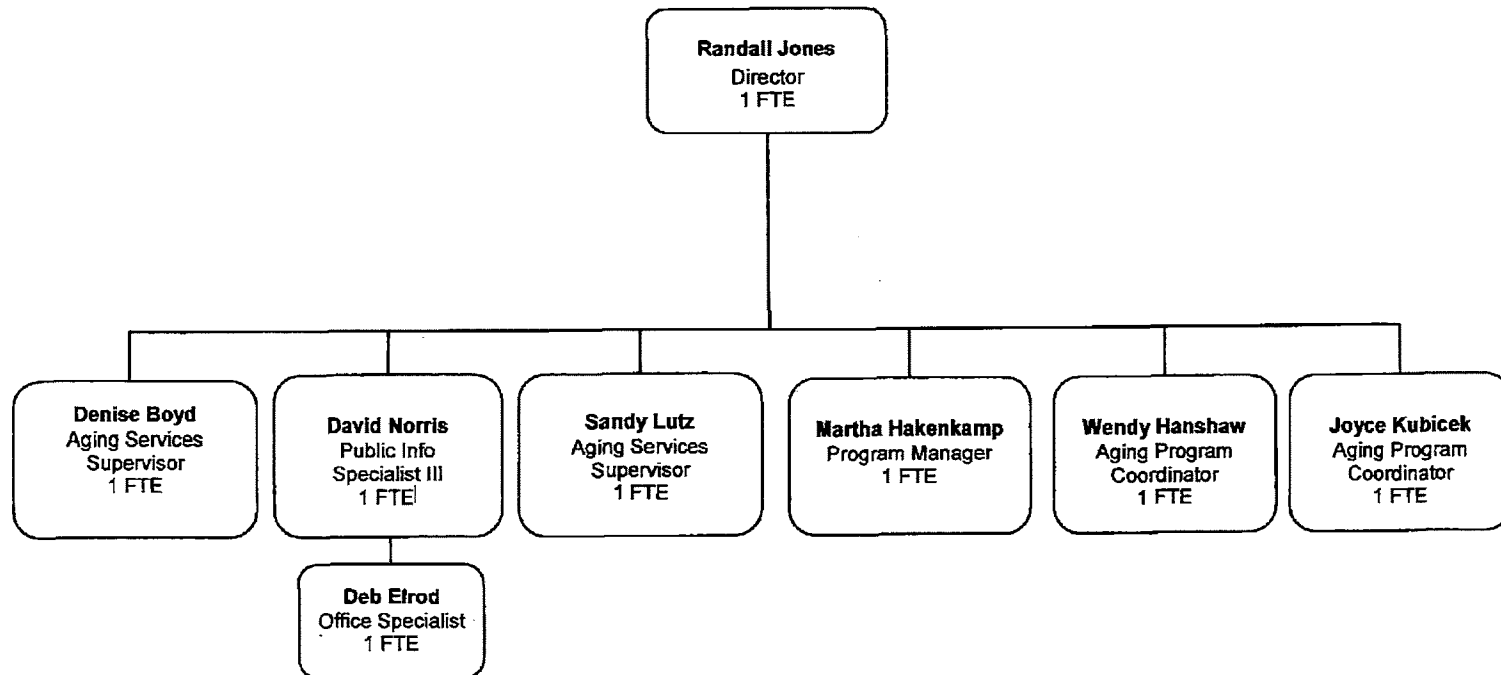 Randall Jones
Director
1 FTE
Denise Boyd
Aging Services
Supervisor
1 FTE
David Norris
Public Info
Specialist III
1 FTE
Sandy Lutz
Aging Services
Supervisor
1 FTE
Martha Hakenkamp
Program Manager
1 FTE
Wendy Hanshaw
Aging Program
Coordinator
1 FTE
Joyce Kubicek
Aging Program
Coordinator
1 FTE
Deb Efrod
Office Specialist
1 FTE